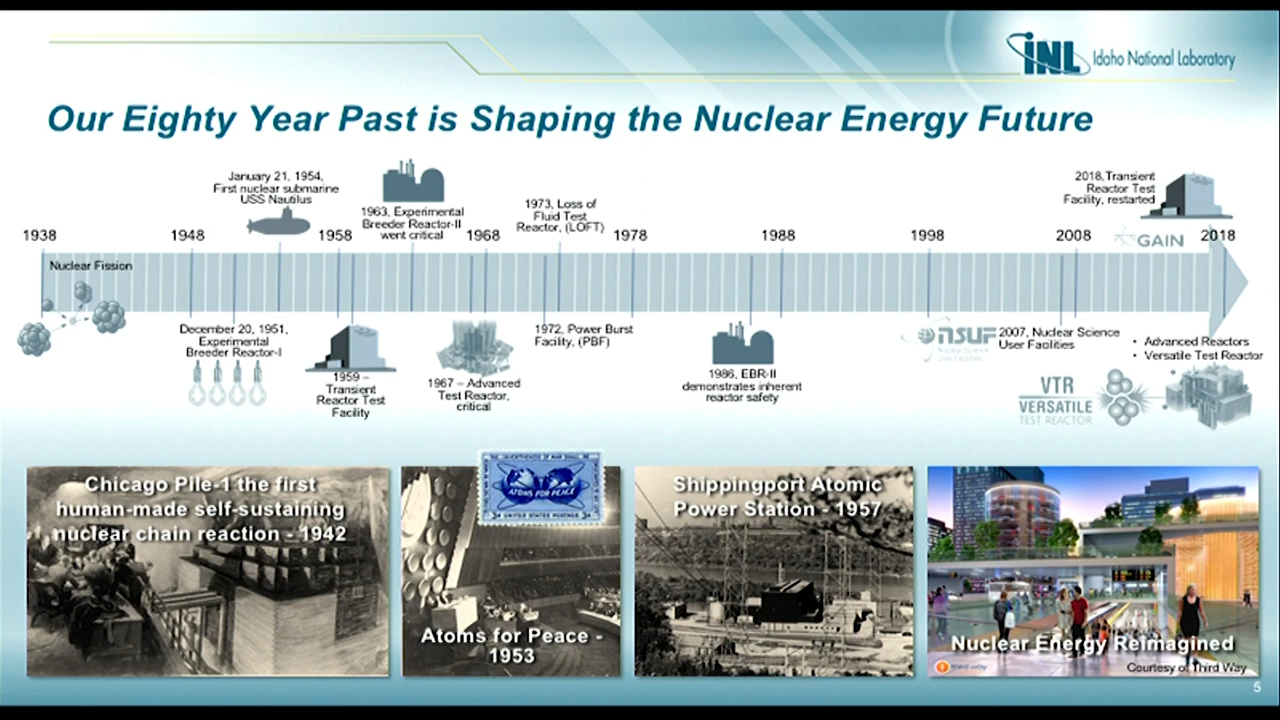 INL Idaho National Laboratory
Our Eighty Year Past is Shaping the Nuclear Energy Future
January 21, 1954,
First nuclear submarine
USS Nautilus
1963, Experimental
Breeder Reactor-II
went critical
1973, Loss of
Fluid Test
Reactor, (LOFT)
2018, Transient
Reactor Test
Facility, restarted
GAIN
1938 1948 1958 1968 1978 1988 1998 2008 2018
Nuclear Fission
December 20, 1951,
Experimental
Breeder Reactor-I
1959 –
Transient
Reactor Test
Facility
1967 – Advanced
Test Reactor,
critical
1972, Power Burst
Facility, (PBF)
1986, EBR-II
demonstrates inherent
reactor safety
NSUF
Nuclear Science
User Facilities
2007, Nuclear Science
User Facilities
• Advanced Reactors
• Versatile Test Reactor
VTR
VERSATILE
TEST REACTOR
Chicago Pile-1 the first
human-made self-sustaining
nuclear chain reaction - 1942
ATOMS FOR PEACE
UNITED STATES POSTAGE
Atoms for Peace -
1953
Shippingport Atomic
Power Station - 1957
Nuclear Energy Reimagined
third way
Courtesy of Third Way
5